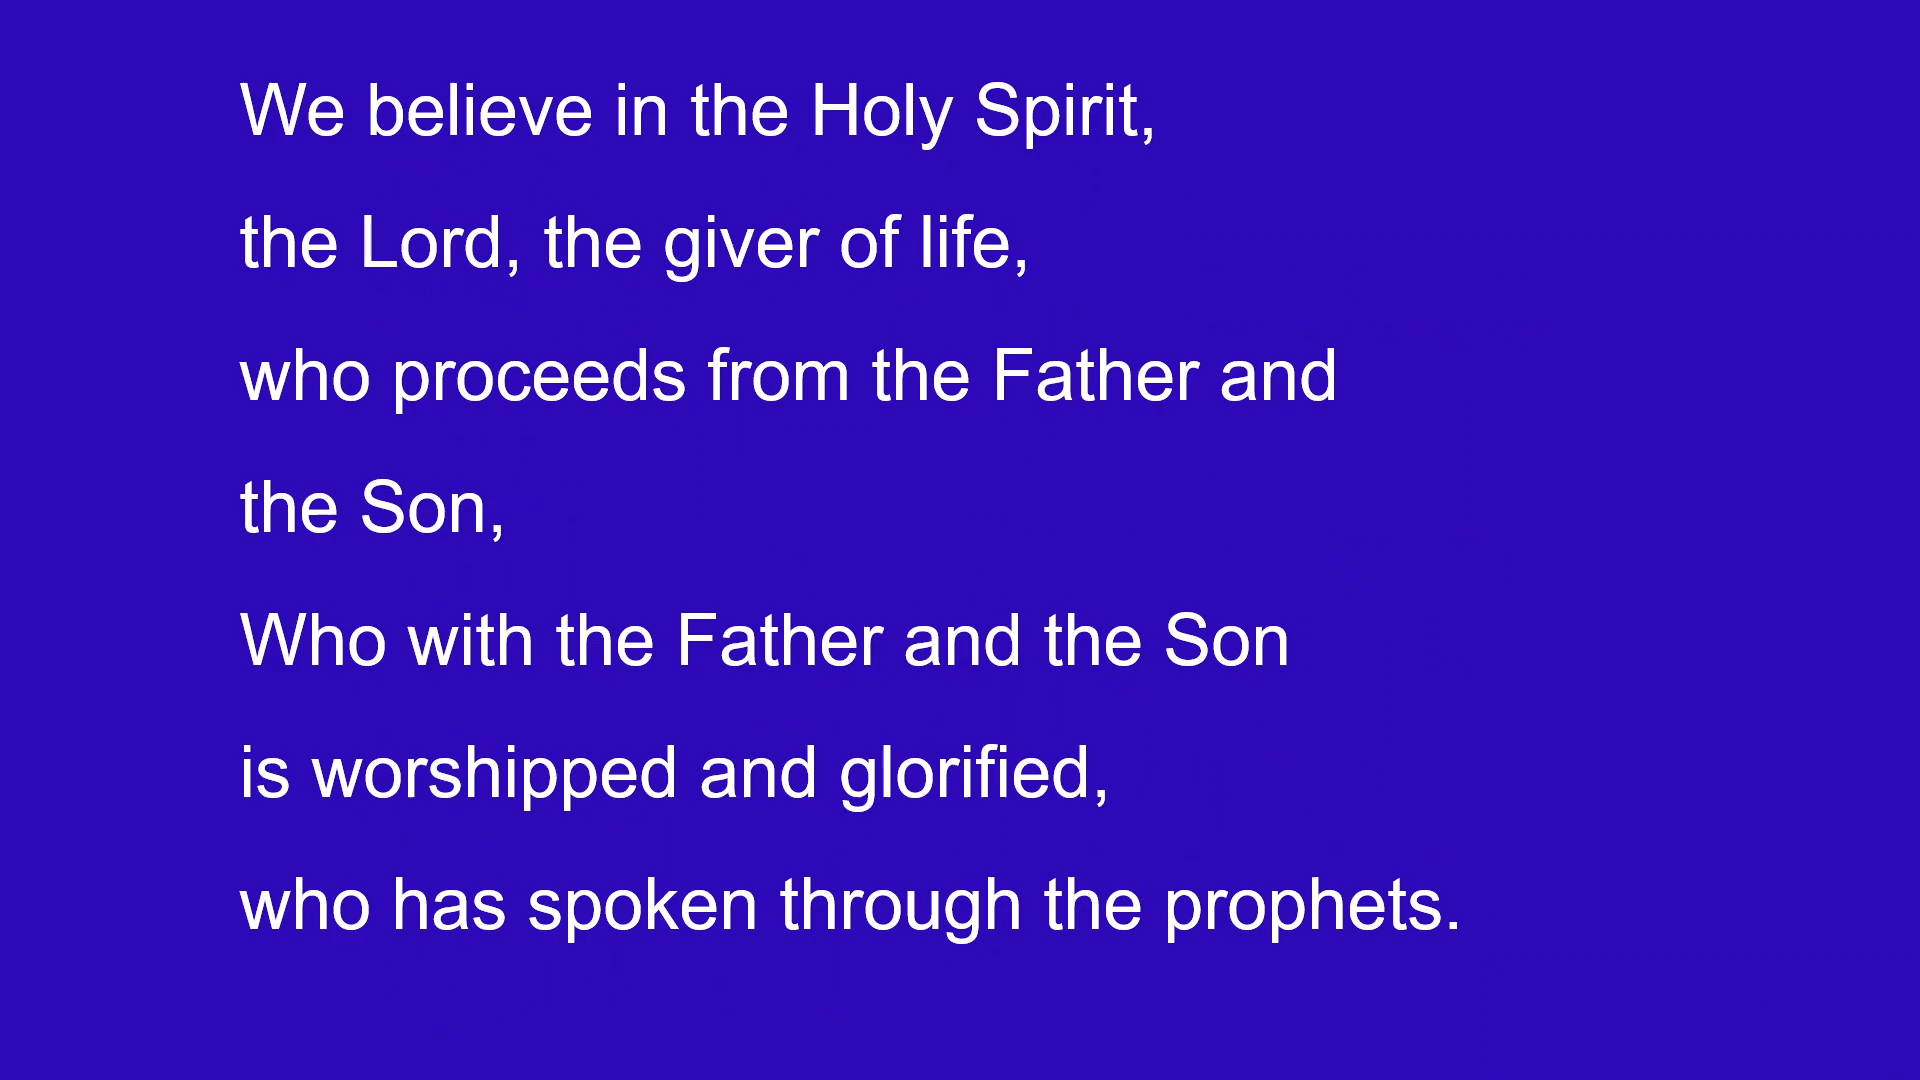 We believe in the Holy Spirit,
the Lord, the giver of life,
who proceeds from the Father and
the Son,
Who with the Father and the Son
is worshipped and glorified,
who has spoken through the prophets.